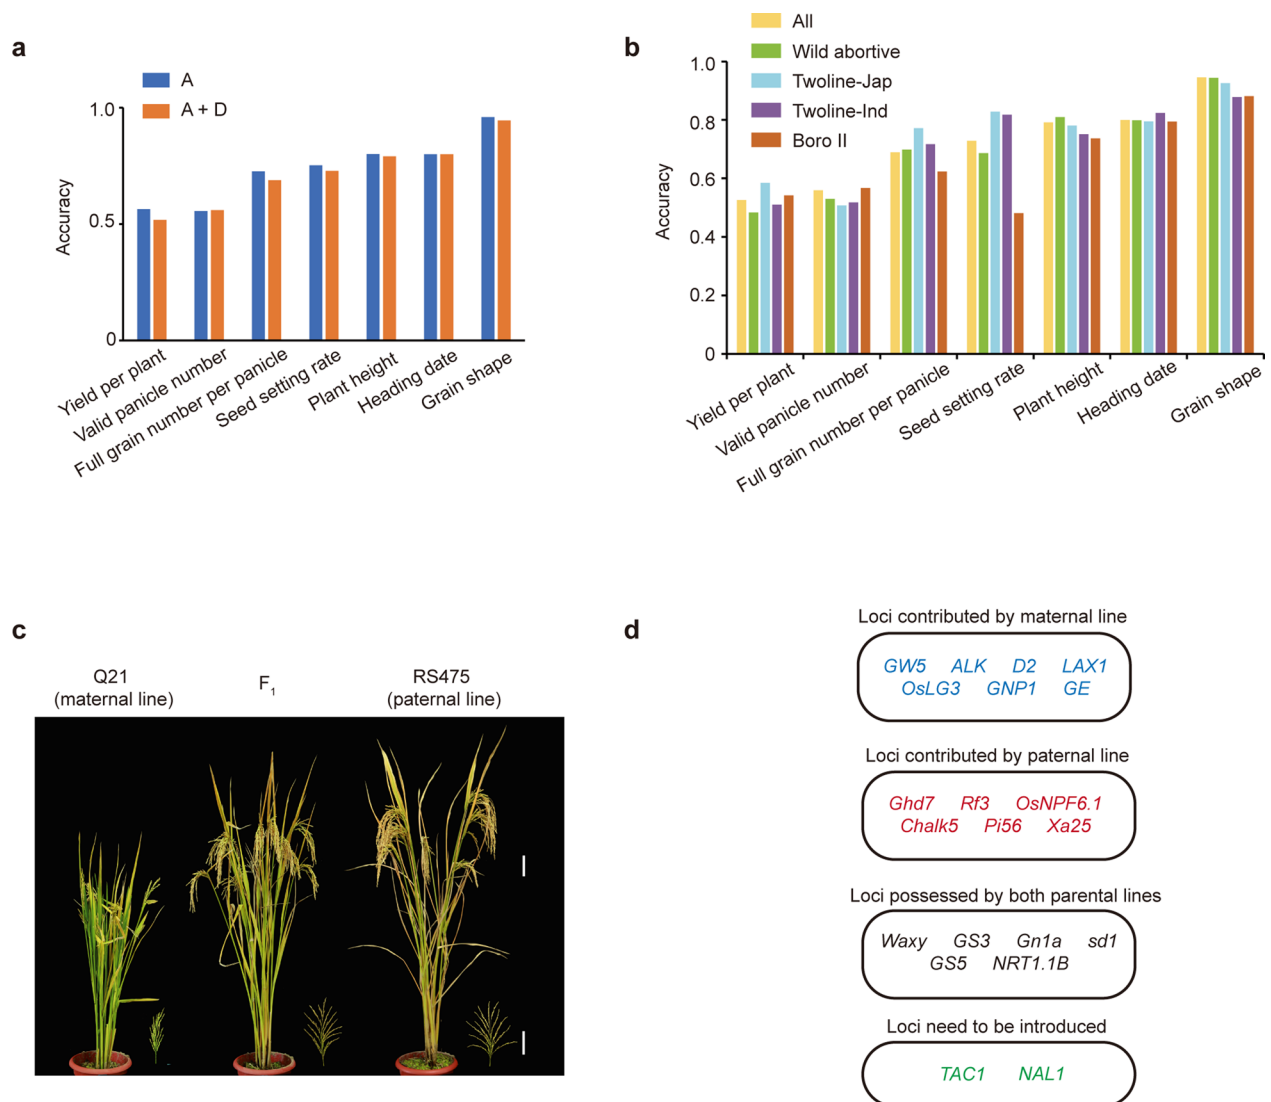 a
A
A + D
1.0
0.5
0
Accuracy
Yield per plant
Valid panicle number
Full grain number per panicle
Seed setting rate
Plant height
Heading date
Grain shape
b
All
Wild abortive
Twoline-Jap
Twoline-Ind
Boro II
1.0
0.8
0.6
0.4
0.2
0
Accuracy
Yield per plant
Valid panicle number
Full grain number per panicle
Seed setting rate
Plant height
Heading date
Grain shape
c
Q21
(maternal line)
F1
RS475
(paternal line)
d
Loci contributed by maternal line
GW5 ALK D2 LAX1
OsLG3 GNP1 GE
Loci contributed by paternal line
Ghd7 Rf3 OsNPF6.1
Chalk5 Pi56 Xa25
Loci possessed by both parental lines
Waxy GS3 Gn1a sd1
GS5 NRT1.1B
Loci need to be introduced
TAC1 NAL1